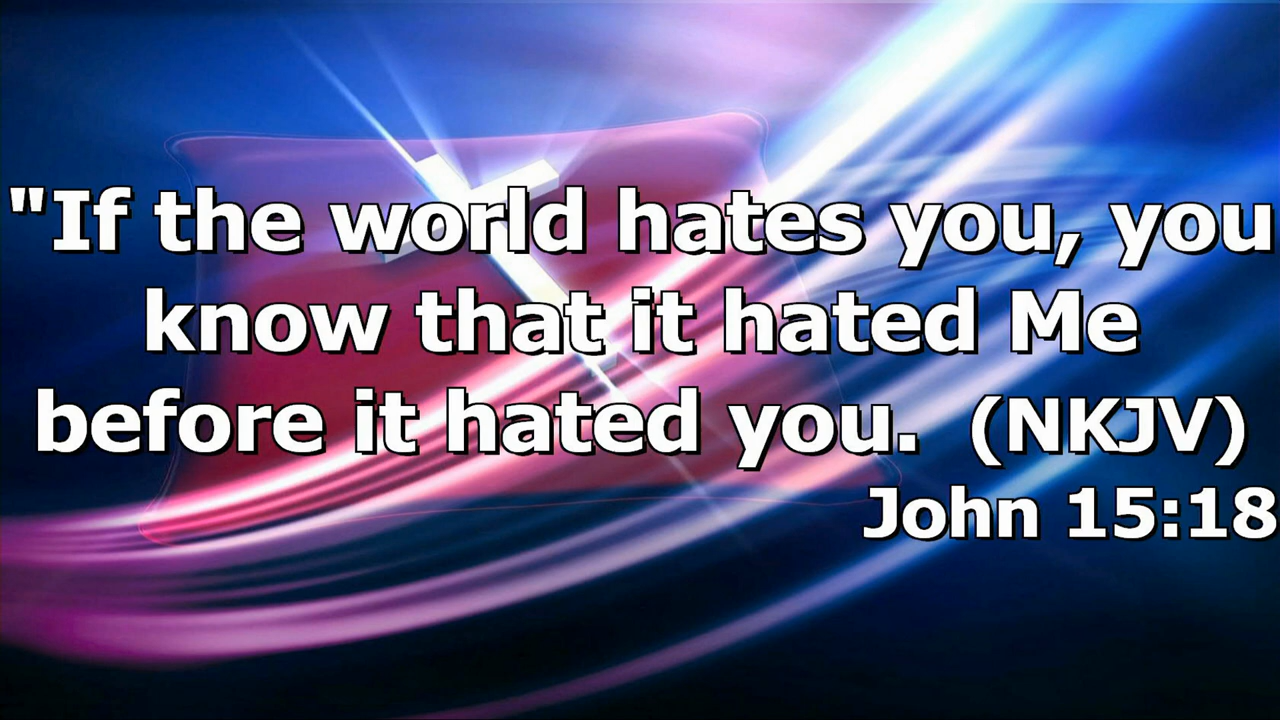 "If the world hates you, you
know that it hated Me
before it hated you.  (NKJV)
John 15:18